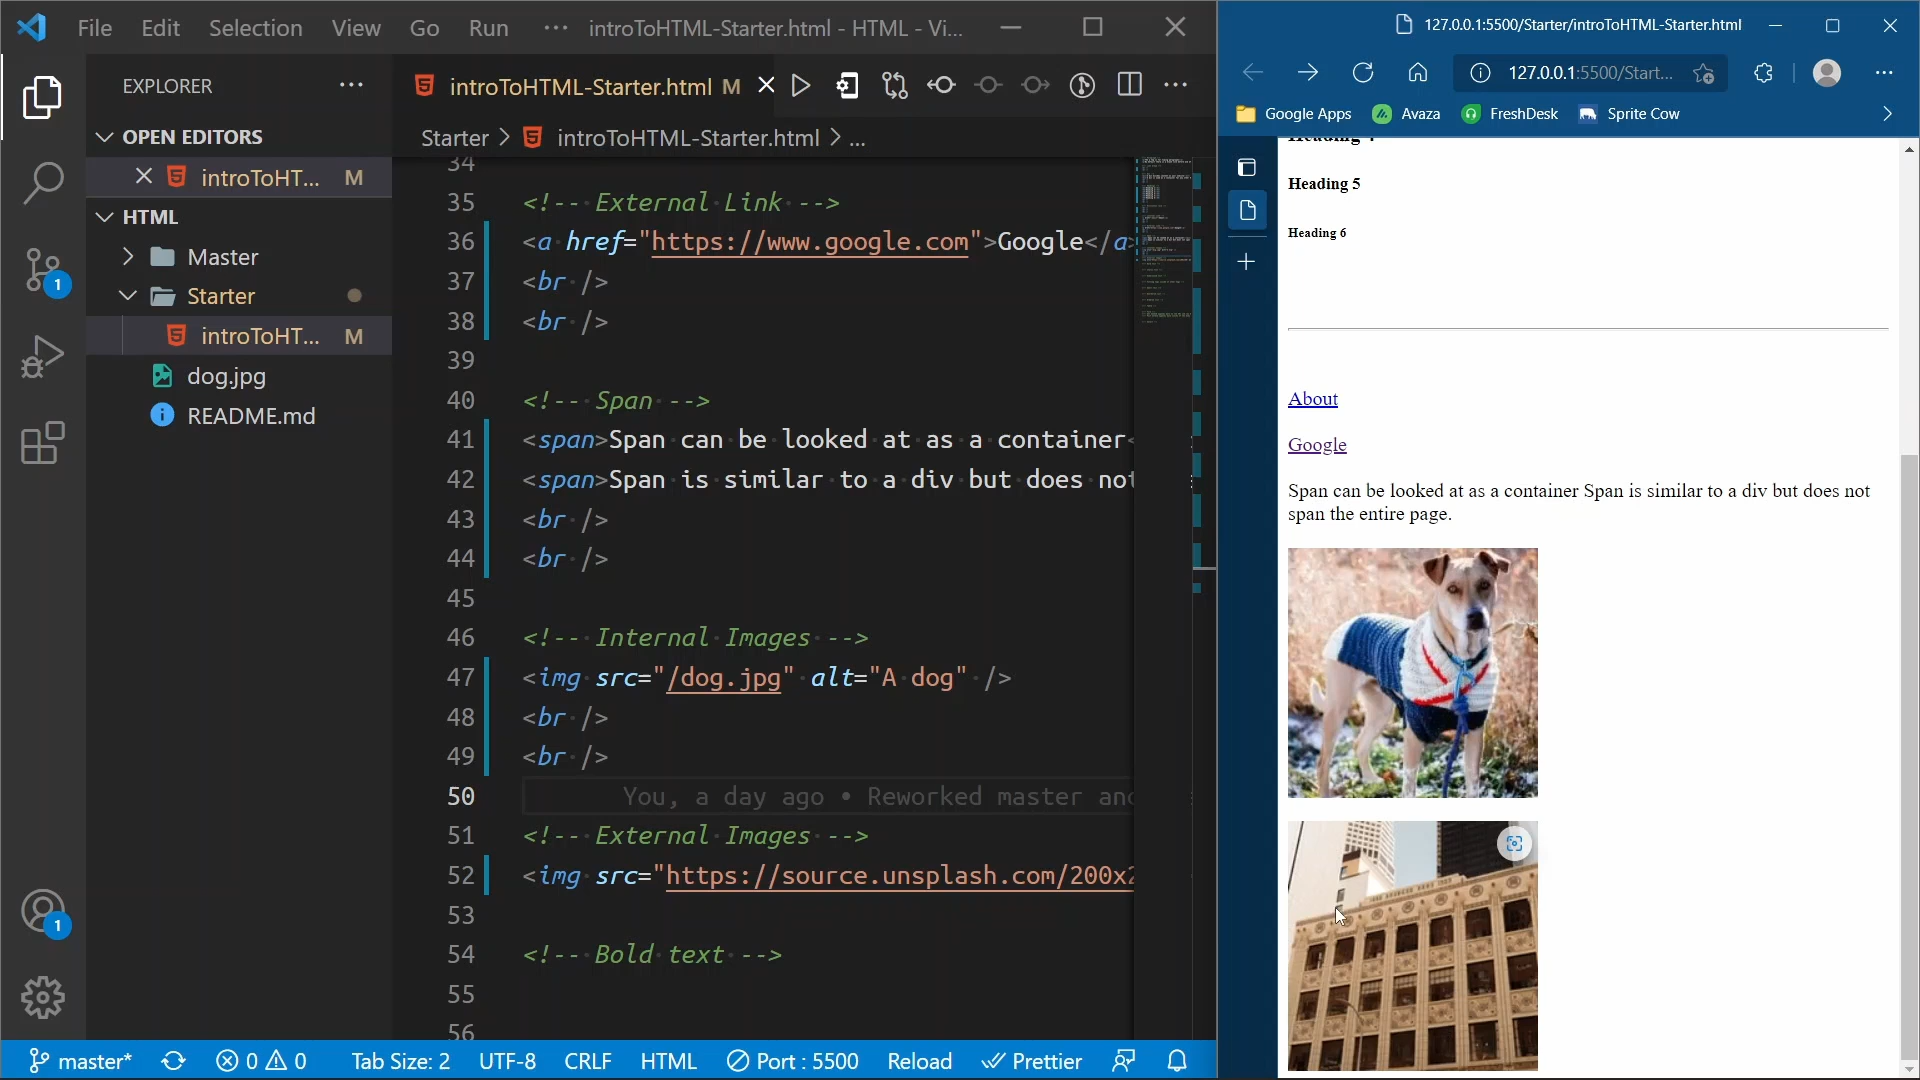 File Edit Selection View Go Run ··· introToHTML-Starter.html - HTML - Vi...
EXPLORER ···
OPEN EDITORS
introToHT... M
HTML
Master
Starter
introToHT... M
dog.jpg
README.md
1
1
introToHTML-Starter.html M
Starter > introToHTML-Starter.html > ...
34
35 <!-- External Link -->
36 <a href="https://www.google.com">Google</a>
37 <br />
38 <br />
39
40 <!-- Span -->
41 <span>Span can be looked at as a container<
42 <span>Span is similar to a div but does not
43 <br />
44 <br />
45
46 <!-- Internal Images -->
47 <img src="/dog.jpg" alt="A dog" />
48 <br />
49 <br />
50 You, a day ago • Reworked master and
51 <!-- External Images -->
52 <img src="https://source.unsplash.com/200x2
53
54 <!-- Bold text -->
55
56
master* 0 0 Tab Size: 2 UTF-8 CRLF HTML Port : 5500 Reload Prettier
127.0.0.1:5500/Starter/introToHTML-Starter.html
127.0.0.1:5500/Start...
Google Apps Avaza FreshDesk Sprite Cow
Heading 4
Heading 5
Heading 6
About
Google
Span can be looked at as a container Span is similar to a div but does not
span the entire page.